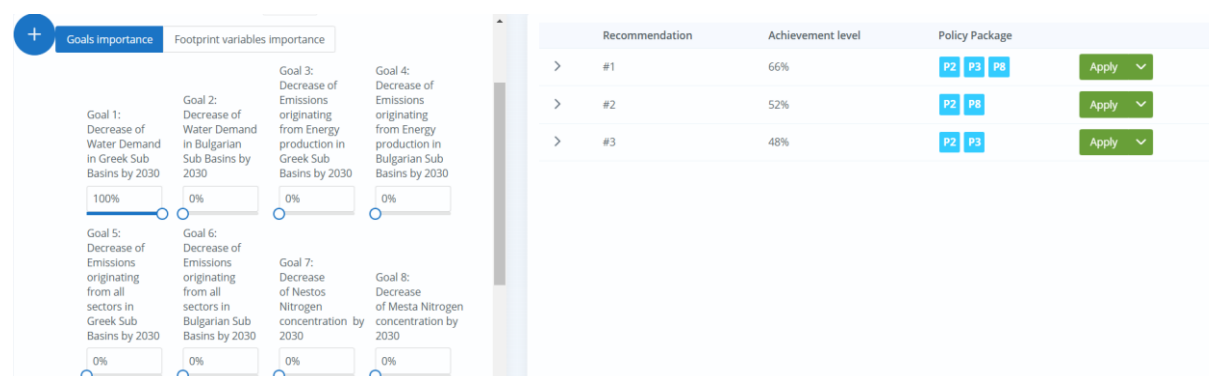 +
Goals importance
Footprint variables importance
Goal 1:
Decrease of
Water Demand
in Greek Sub
Basins by 2030
100%
Goal 2:
Decrease of
Water Demand
in Bulgarian
Sub Basins by
2030
0%
Goal 3:
Decrease of
Emissions
originating
from Energy
production in
Greek Sub
Basins by 2030
0%
Goal 4:
Decrease of
Emissions
originating
from Energy
production in
Bulgarian Sub
Basins by 2030
0%
Goal 5:
Decrease of
Emissions
originating
from all
sectors in
Greek Sub
Basins by 2030
0%
Goal 6:
Decrease of
Emissions
originating
from all
sectors in
Bulgarian Sub
Basins by 2030
0%
Goal 7:
Decrease
of Nestos
Nitrogen
concentration by
2030
0%
Goal 8:
Decrease
of Mesta Nitrogen
concentration by
2030
0%
Recommendation Achievement level Policy Package
#1 66% P2 P3 P8 Apply
#2 52% P2 P8 Apply
#3 48% P2 P3 Apply